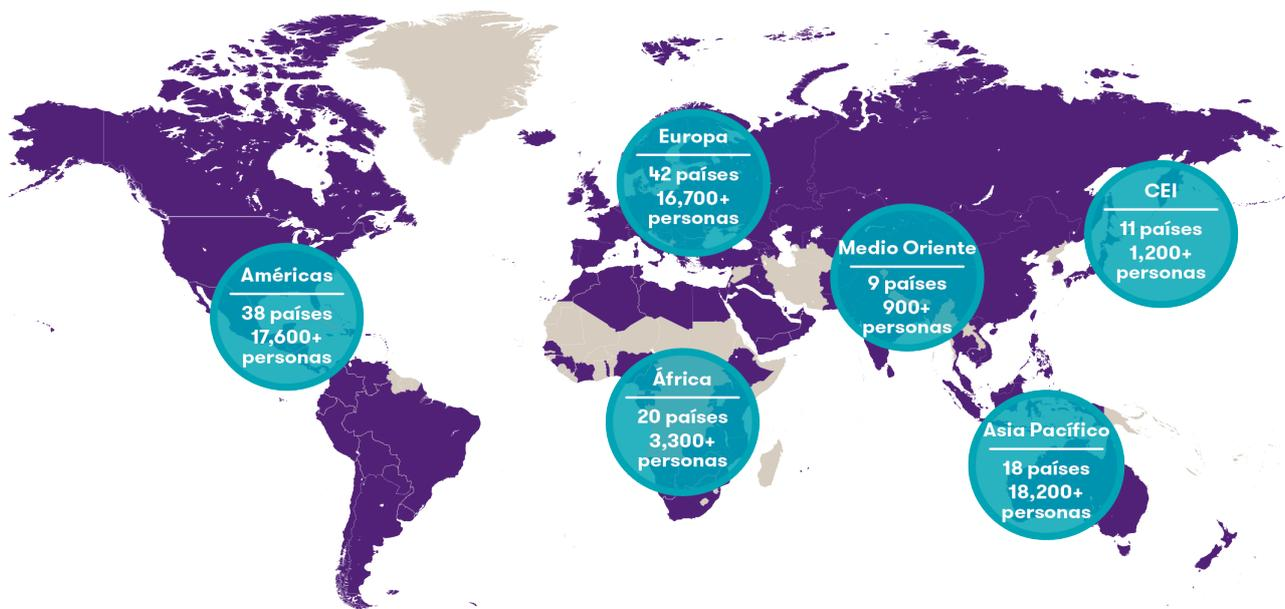 Europa
42 países
16,700+
personas
CEI
11 países
1,200+
personas
Medio Oriente
9 países
900+
personas
Américas
38 países
17,600+
personas
África
20 países
3,300+
personas
Asia Pacífico
18 países
18,200+
personas